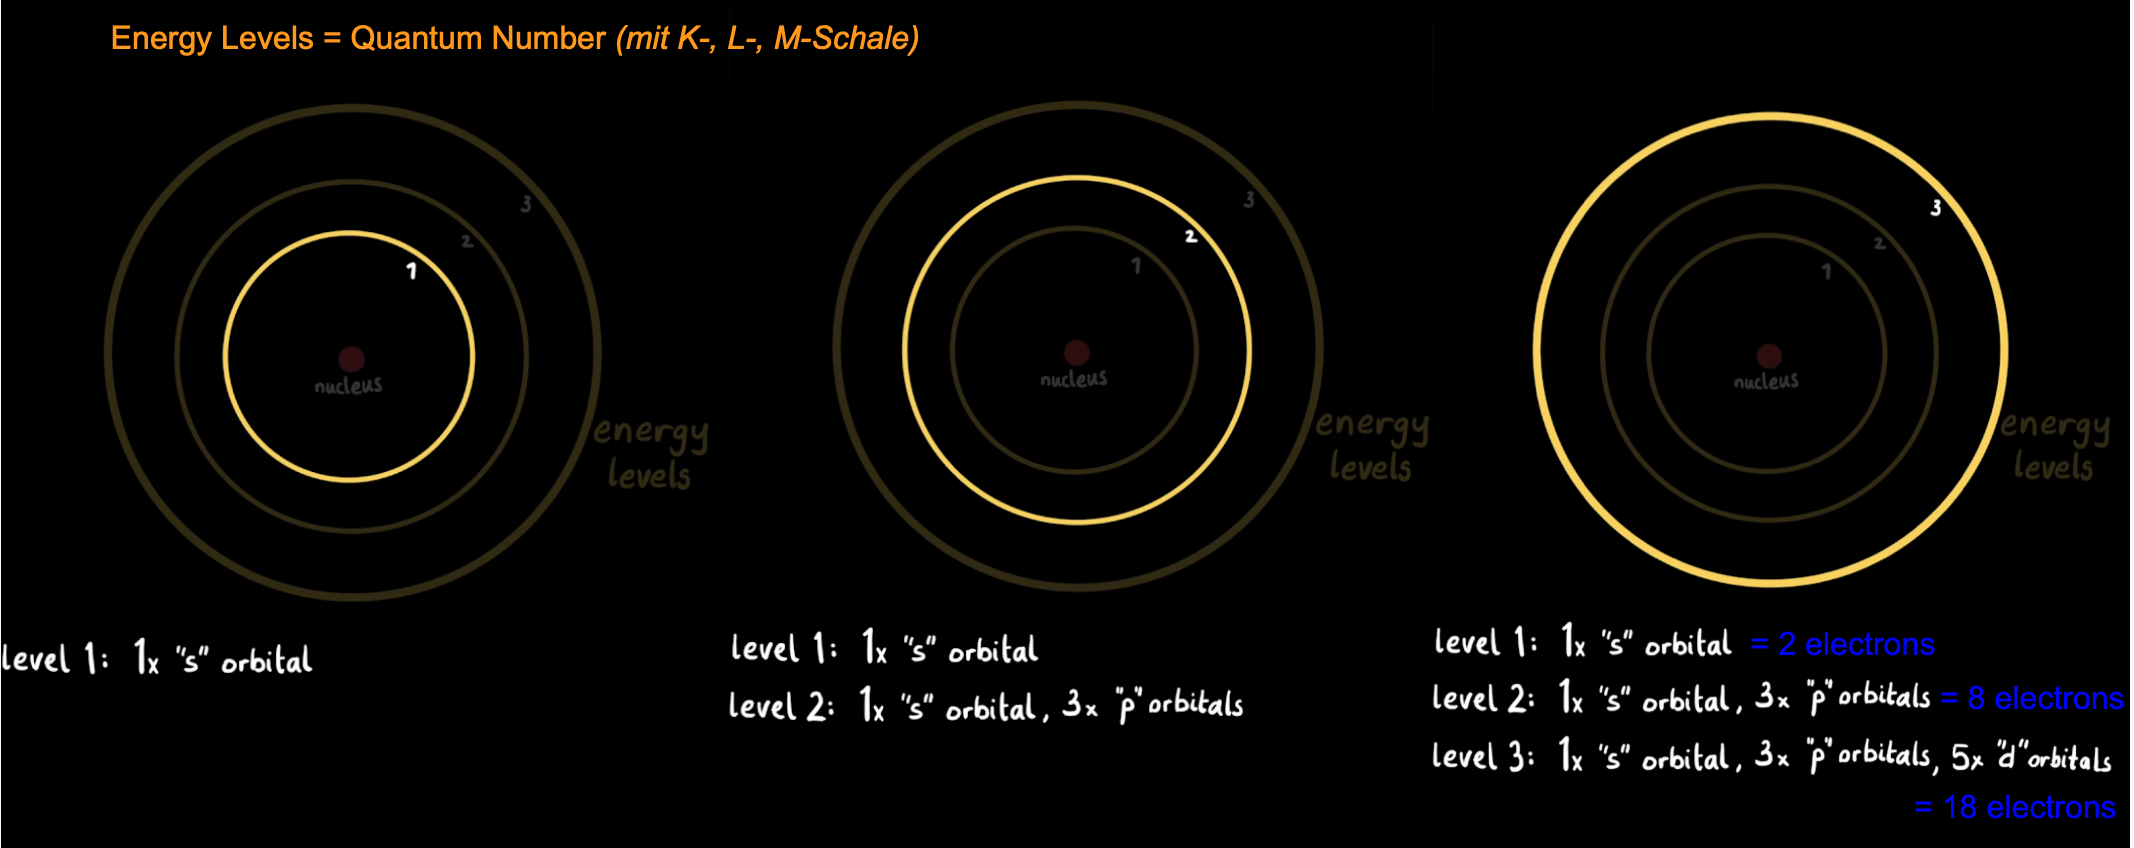 Energy Levels = Quantum Number (mit K-, L-, M-Schale)
3
2
1
nucleus
energy
levels
level 1: 1x "s" orbital
3
2
1
nucleus
energy
levels
level 1: 1x "s" orbital
level 2: 1x "s" orbital, 3x "p" orbitals
3
2
1
nucleus
energy
levels
level 1: 1x "s" orbital = 2 electrons
level 2: 1x "s" orbital, 3x "p" orbitals = 8 electrons
level 3: 1x "s" orbital, 3x "p" orbitals, 5x "d" orbitals
= 18 electrons